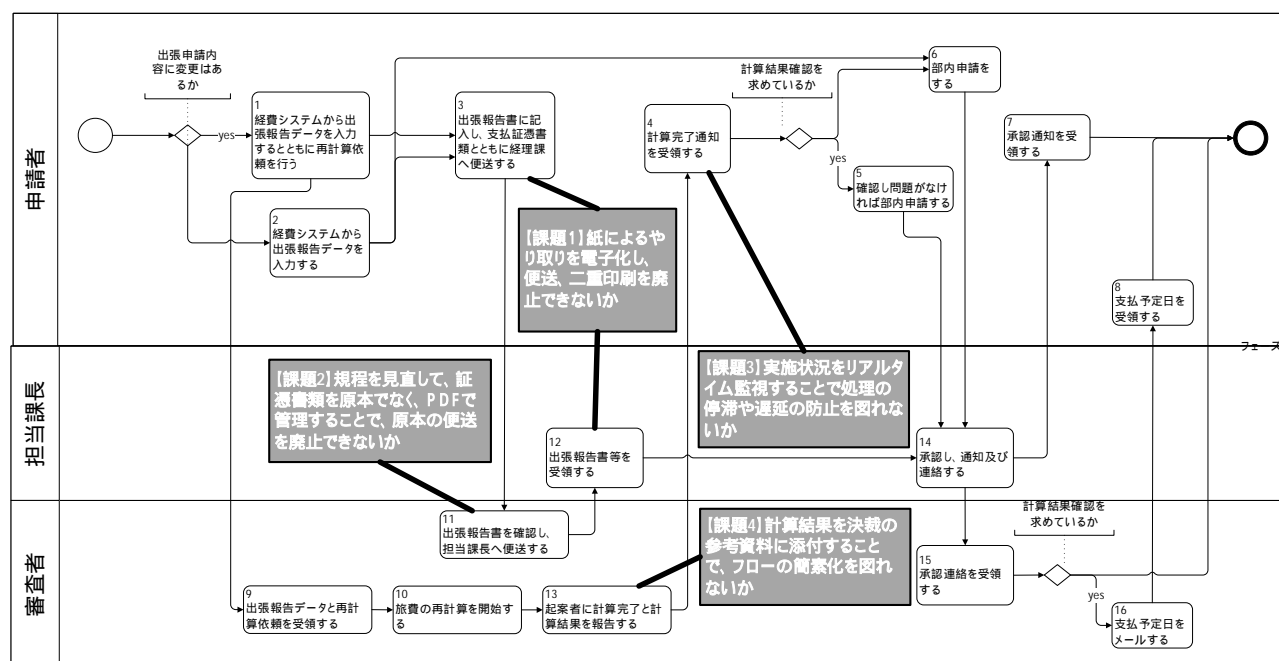 申請者
出張申請内
容に変更はあ
るか
yes
1
経費システムから出
張報告データを入力
するとともに再計算依
頼を行う
2
経費システムから
出張報告データを
入力する
3
出張報告書に記
入し、支払証憑書
類とともに経理課
へ便送する
4
計算完了通知
を受領する
計算結果確認を
求めているか
yes
5
確認し問題がなけ
れば部内申請する
6
部内申請を
する
7
承認通知を受
領する
8
支払予定日を
受領する
【課題1】紙によるや
り取りを電子化し、
便送、二重印刷を廃
止できないか
フェーズ
担当課長
【課題2】規程を見直して、証
憑書類を原本でなく、PDFで
管理することで、原本の便送
を廃止できないか
【課題3】実施状況をリアルタ
イム監視することで処理の
停滞や遅延の防止を図れな
いか
12
出張報告書等を
受領する
14
承認し、通知及び
連絡する
審査者
11
出張報告書を確認し、
担当課長へ便送する
【課題4】計算結果を決裁の
参考資料に添付すること
で、フローの簡素化を図れ
ないか
9
出張報告データと再計
算依頼を受領する
10
旅費の再計算を開始す
る
13
起案者に計算完了と計
算結果を報告する
15
承認連絡を受領
する
計算結果確認を
求めているか
yes
16
支払予定日を
メールする